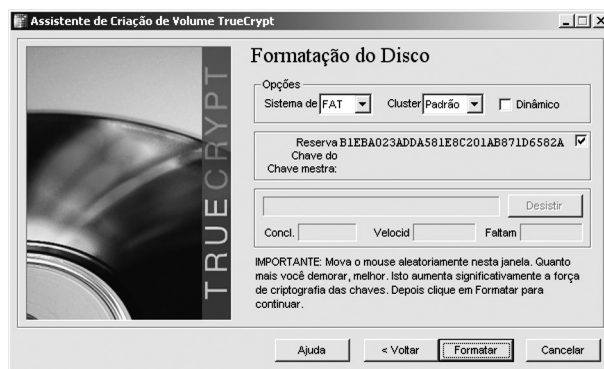 Assistente de Criação de Volume TrueCrypt
TRUECRYPT
Formatação do Disco
Opções
Sistema de FAT Cluster Padrão Dinâmico
Reserva B1EBA023ADDA581E8C201AB871D6582A
Chave do
Chave mestra:
Desistir
Concl. Velocid Faltam
IMPORTANTE: Mova o mouse aleatoriamente nesta janela. Quanto
mais você demorar, melhor. Isto aumenta significativamente a força
de criptografia das chaves. Depois clique em Formatar para
continuar.
Ajuda < Voltar Formatar Cancelar